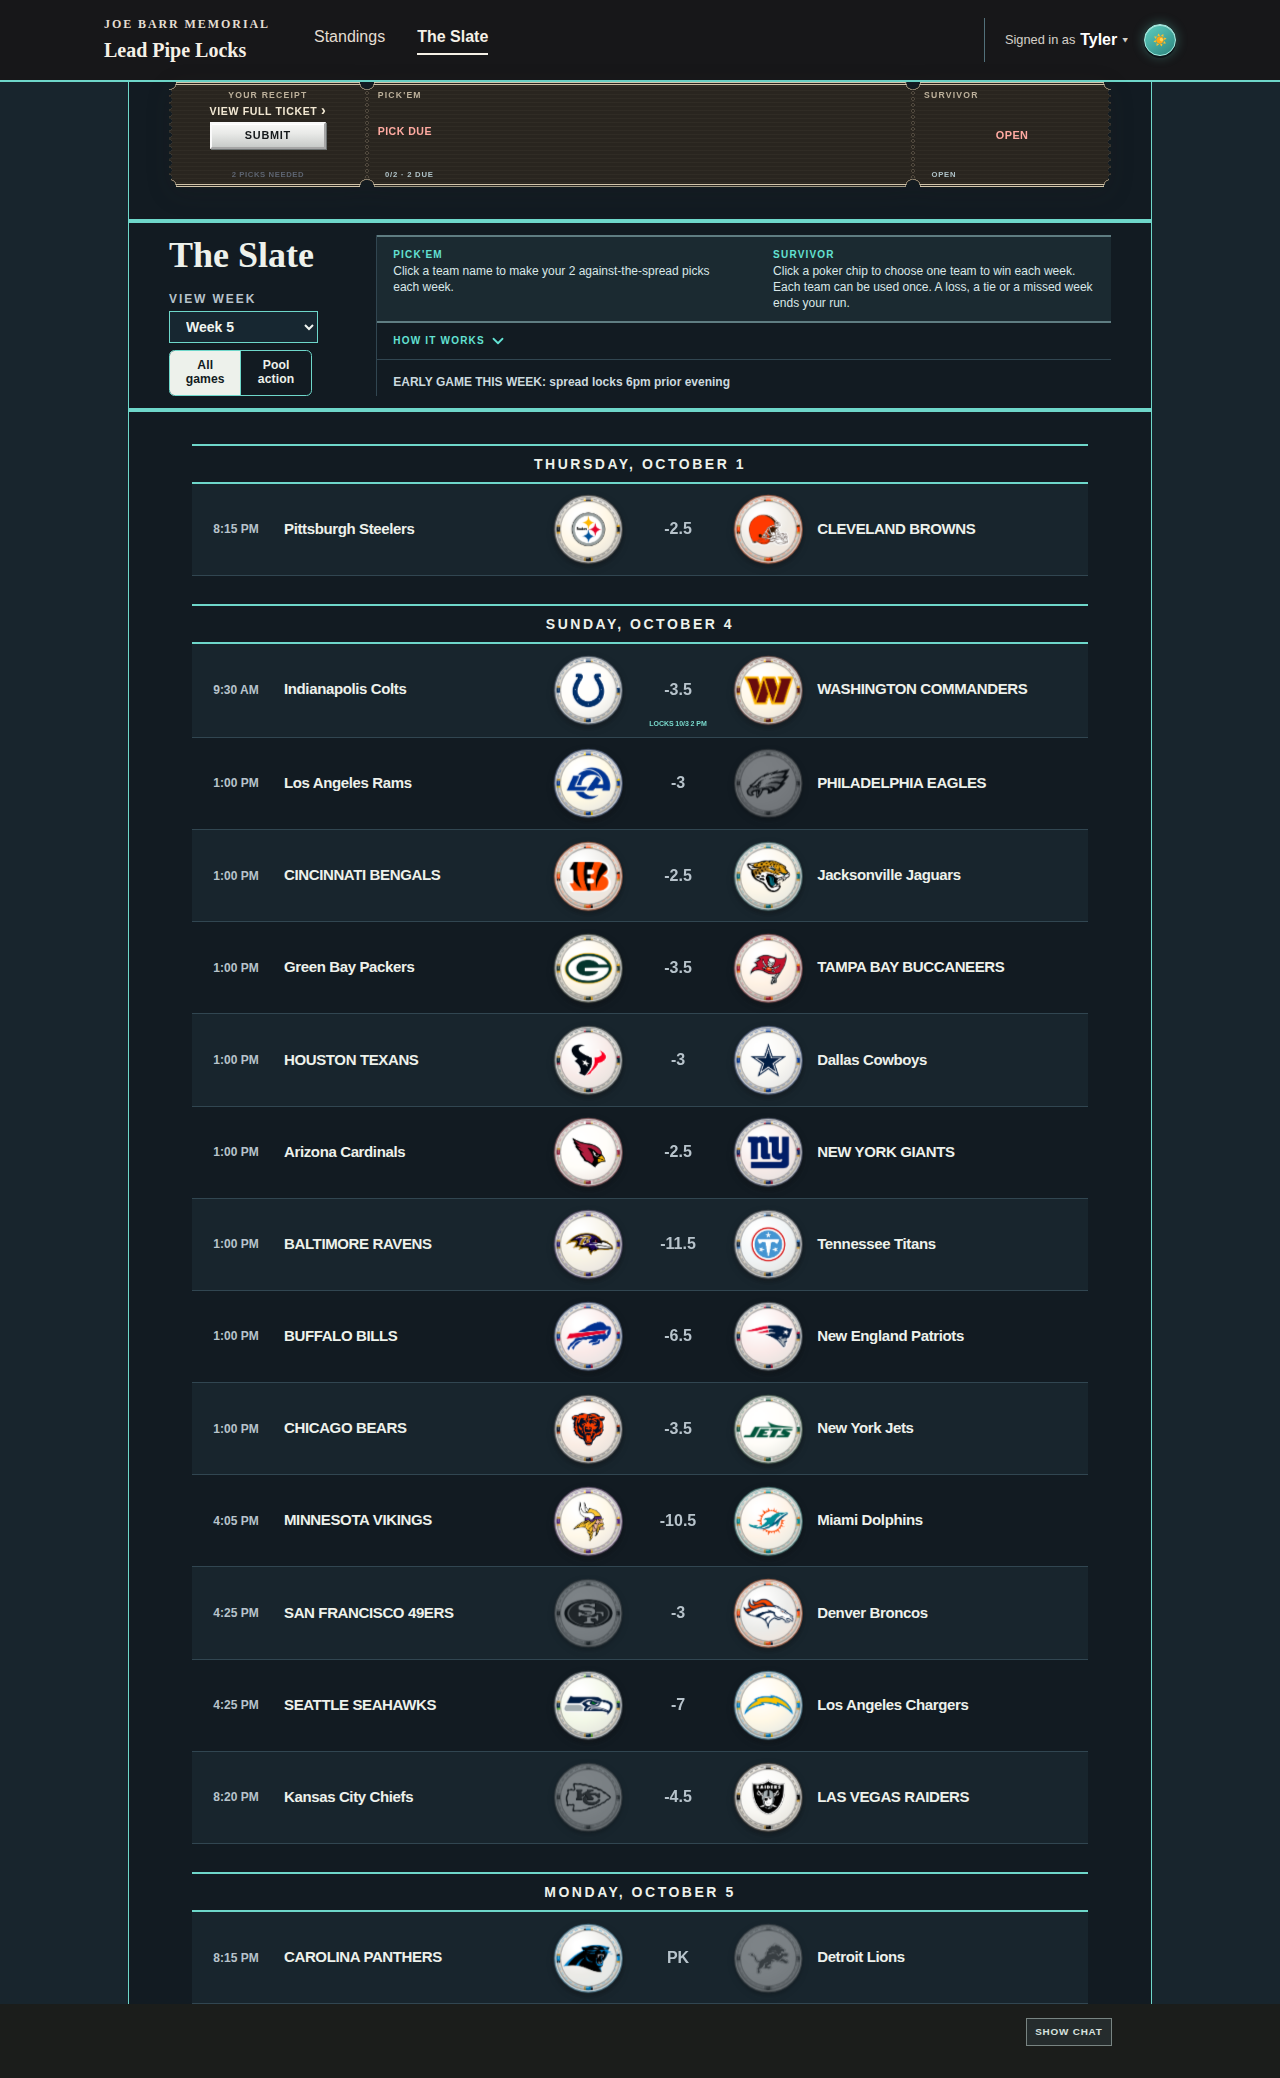 JOE BARR MEMORIAL
Lead Pipe Locks
Standings
The Slate
Signed in as Tyler ▾
YOUR RECEIPT
VIEW FULL TICKET ›
SUBMIT
2 PICKS NEEDED
PICK'EM
PICK DUE
0/2 · 2 DUE
SURVIVOR
OPEN
OPEN
The Slate
VIEW WEEK
Week 5
All games
Pool action
PICK'EM
Click a team name to make your 2 against-the-spread picks
each week.
SURVIVOR
Click a poker chip to choose one team to win each week.
Each team can be used once. A loss, a tie or a missed week
ends your run.
HOW IT WORKS
EARLY GAME THIS WEEK: spread locks 6pm prior evening
THURSDAY, OCTOBER 1
8:15 PM Pittsburgh Steelers -2.5 CLEVELAND BROWNS
SUNDAY, OCTOBER 4
9:30 AM Indianapolis Colts -3.5 WASHINGTON COMMANDERS
LOCKS 10/3 2 PM
1:00 PM Los Angeles Rams LA -3 PHILADELPHIA EAGLES
1:00 PM CINCINNATI BENGALS B -2.5 Jacksonville Jaguars
1:00 PM Green Bay Packers G -3.5 TAMPA BAY BUCCANEERS
1:00 PM HOUSTON TEXANS -3 Dallas Cowboys
1:00 PM Arizona Cardinals -2.5 ny NEW YORK GIANTS
1:00 PM BALTIMORE RAVENS -11.5 T Tennessee Titans
1:00 PM BUFFALO BILLS -6.5 New England Patriots
1:00 PM CHICAGO BEARS -3.5 JETS New York Jets
4:05 PM MINNESOTA VIKINGS -10.5 Miami Dolphins
4:25 PM SAN FRANCISCO 49ERS SF -3 Denver Broncos
4:25 PM SEATTLE SEAHAWKS -7 Los Angeles Chargers
8:20 PM Kansas City Chiefs KC -4.5 RAIDERS LAS VEGAS RAIDERS
MONDAY, OCTOBER 5
8:15 PM CAROLINA PANTHERS PK Detroit Lions
SHOW CHAT